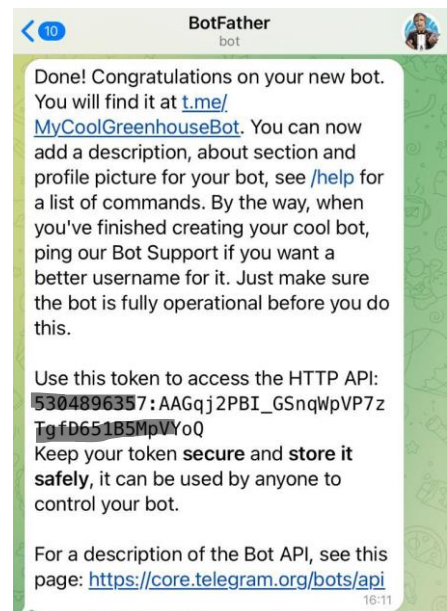 10
BotFather
bot
Done! Congratulations on your new bot.
You will find it at t.me/
MyCoolGreenhouseBot. You can now
add a description, about section and
profile picture for your bot, see /help for
a list of commands. By the way, when
you've finished creating your cool bot,
ping our Bot Support if you want a
better username for it. Just make sure
the bot is fully operational before you do
this.
Use this token to access the HTTP API:
:AAGqj2PBI_GSnqWpVP7z
YoQ
Keep your token secure and store it
safely, it can be used by anyone to
control your bot.
For a description of the Bot API, see this
page: https://core.telegram.org/bots/api
16:11